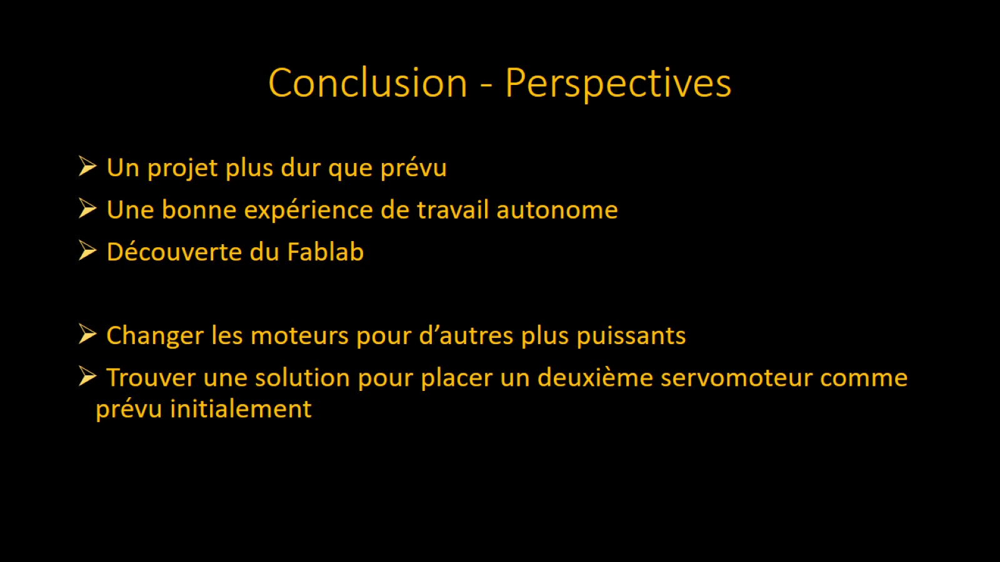 Conclusion - Perspectives
➢ Un projet plus dur que prévu
➢ Une bonne expérience de travail autonome
➢ Découverte du Fablab
➢ Changer les moteurs pour d’autres plus puissants
➢ Trouver une solution pour placer un deuxième servomoteur comme
prévu initialement